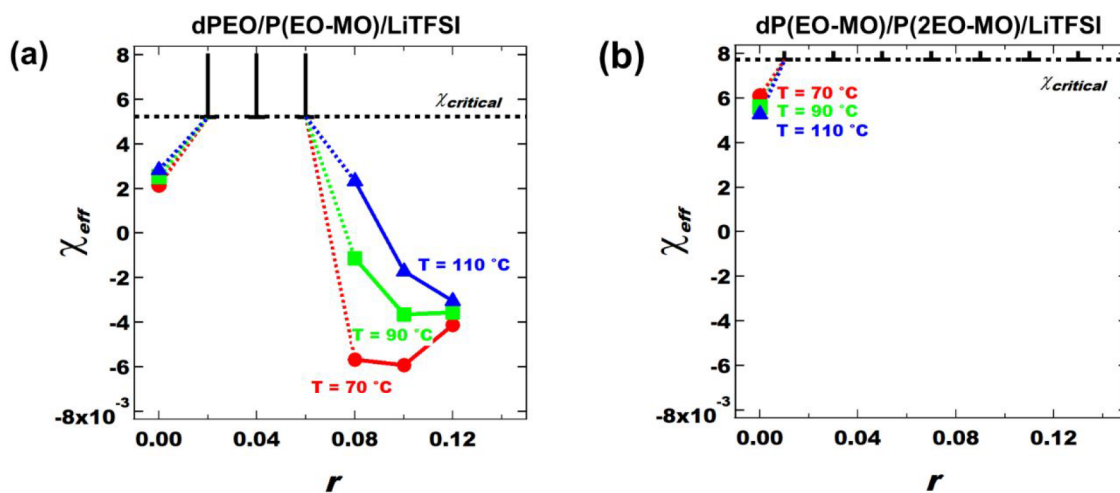 dPEO/P(EO-MO)/LiTFSI
(a)
8
6
4
2
0
-2
-4
-6
-8x10 -3
χeff
χcritical
T = 110 °C
T = 90 °C
T = 70 °C
0.00 0.04 0.08 0.12
r
dP(EO-MO)/P(2EO-MO)/LiTFSI
(b)
8
6
4
2
0
-2
-4
-6
-8x10 -3
χeff
χcritical
T = 70 °C
T = 90 °C
T = 110 °C
0.00 0.04 0.08 0.12
r